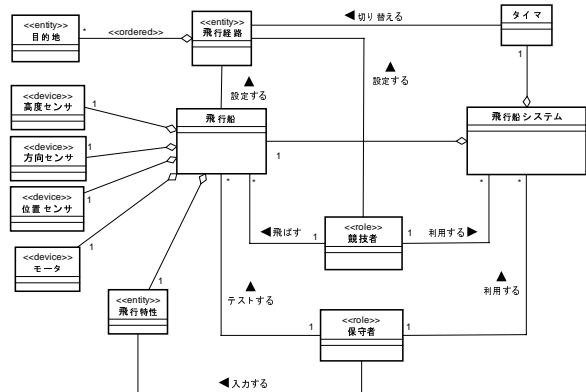 <<entity>>
目的地
*
<<ordered>>
<<entity>>
飛行経路
◀切り替える
タイマ
1
▲
設定する
▲
設定する
<<device>>
高度センサ
1
<<device>>
方向センサ
1
<<device>>
位置センサ
1
<<device>>
モータ
1
飛行船
1
飛行船システム
*
*
*
*
◀飛ばす
1
<<role>>
競技者
1
利用する▶
▲
テストする
▲
利用する
1
<<entity>>
飛行特性
1
<<role>>
保守者
1
◀入力する